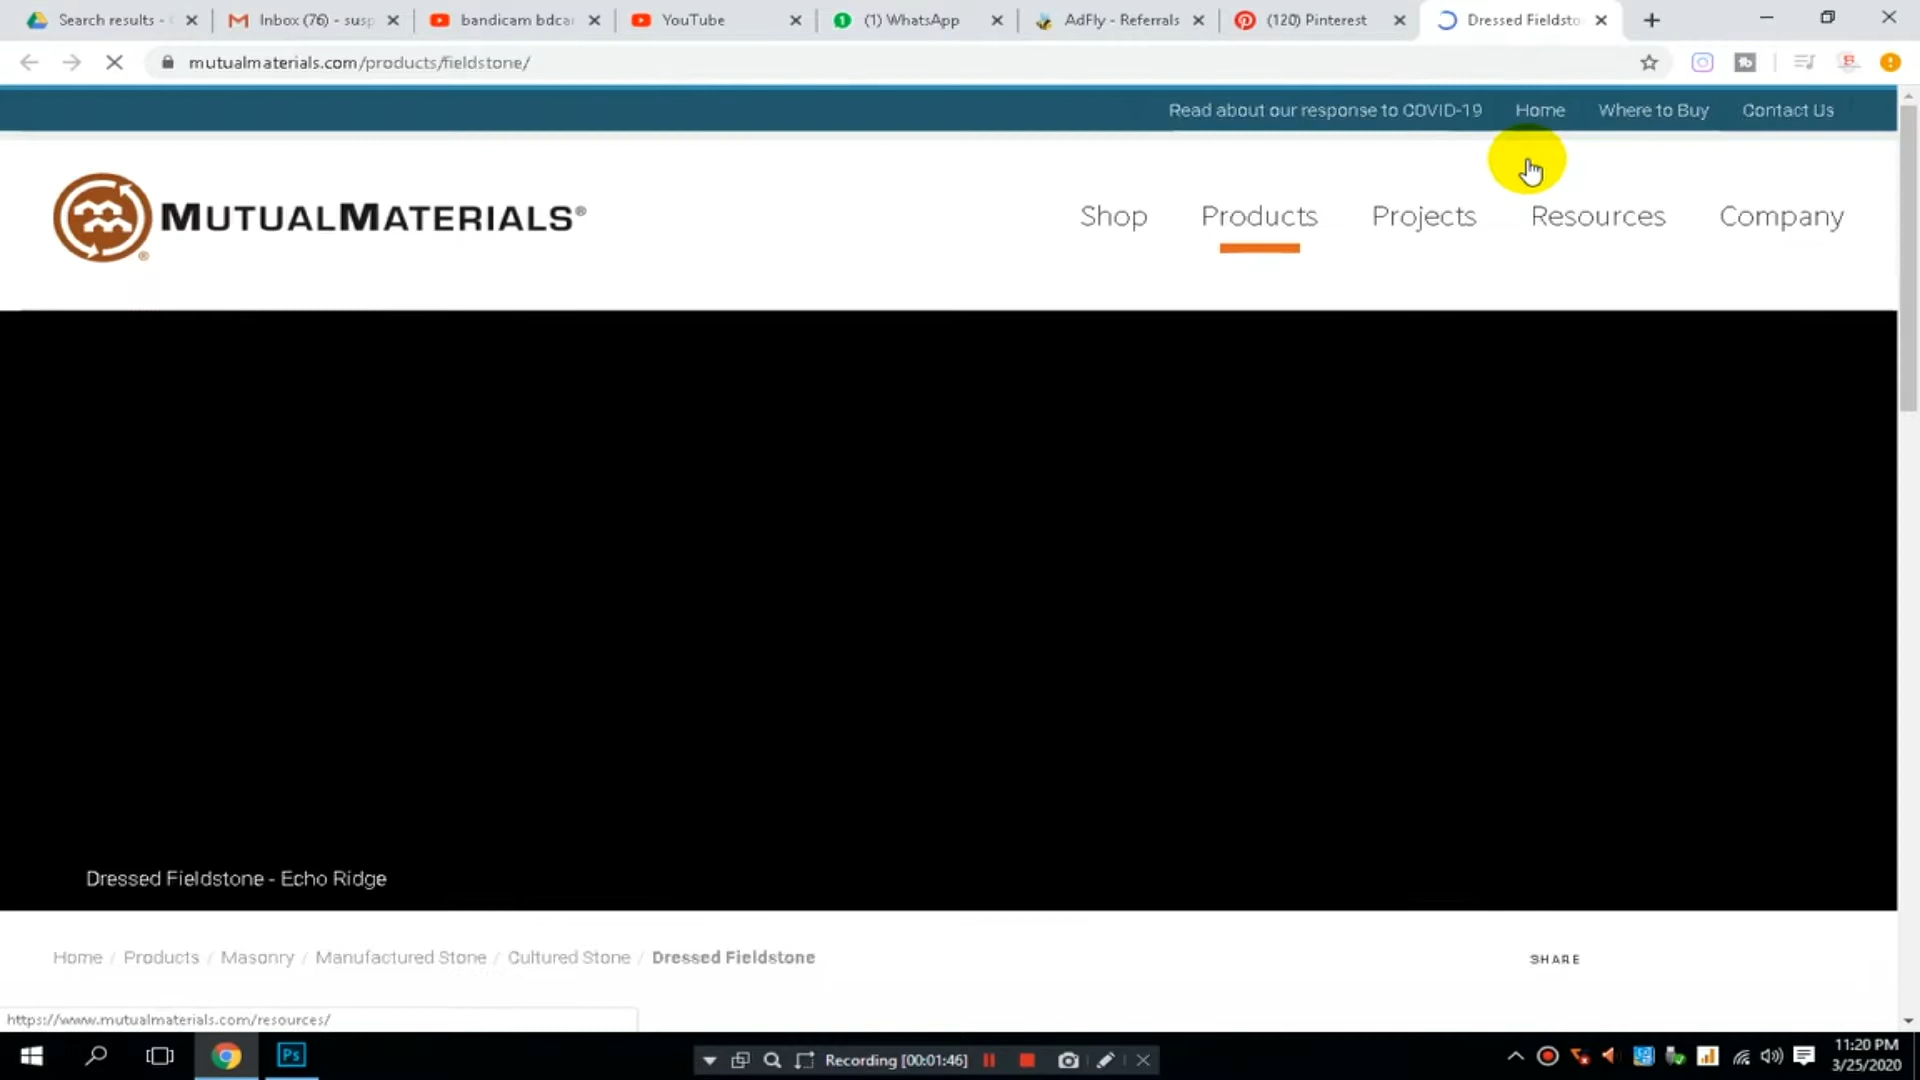 Search results -
Inbox (76) - susp
bandicam bdca
YouTube
(1) WhatsApp
AdFly - Referrals
(120) Pinterest
Dressed Fieldsto
mutualmaterials.com/products/fieldstone/
Read about our response to COVID-19
Home
Where to Buy
Contact Us
MUTUALMATERIALS®
Shop
Products
Projects
Resources
Company
Dressed Fieldstone - Echo Ridge
Home / Products / Masonry / Manufactured Stone / Cultured Stone / Dressed Fieldstone
SHARE
https://www.mutualmaterials.com/resources/
Ps
Recording [00:01:46]
11:20 PM
3/25/2020